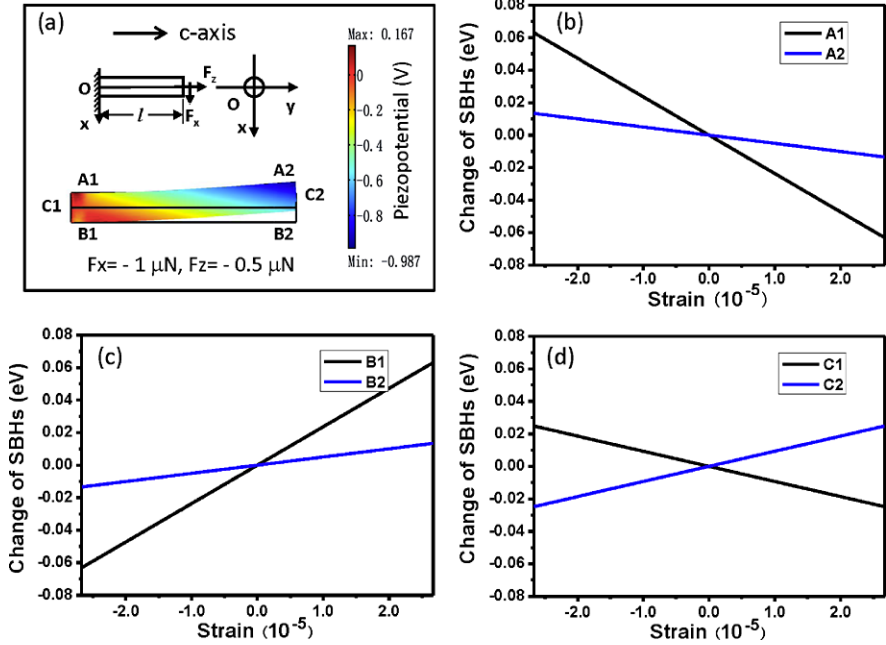 (a)
c-axis
O
F_z
F_x
x
l
O
y
x
A1
A2
C1
C2
B1
B2
Fx= - 1 μN, Fz= - 0.5 μN
Max: 0.167
0
-0.2
-0.4
-0.6
-0.8
Min: -0.987
Piezopotential (V)
(b)
A1
A2
0.08
0.06
0.04
0.02
0.00
-0.02
-0.04
-0.06
-0.08
Change of SBHs (eV)
-2.0 -1.0 0.0 1.0 2.0
Strain (10⁻⁵)
(c)
B1
B2
0.08
0.06
0.04
0.02
0.00
-0.02
-0.04
-0.06
-0.08
Change of SBHs (eV)
-2.0 -1.0 0.0 1.0 2.0
Strain (10⁻⁵)
(d)
C1
C2
0.08
0.06
0.04
0.02
0.00
-0.02
-0.04
-0.06
-0.08
Change of SBHs (eV)
-2.0 -1.0 0.0 1.0 2.0
Strain (10⁻⁵)